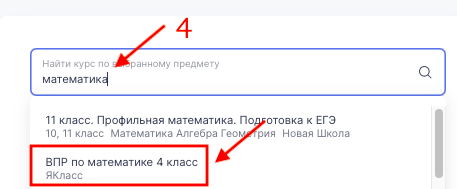 4
Найти курс по выбранному предмету
математика
11 класс. Профильная математика. Подготовка к ЕГЭ
10, 11 класс Математика Алгебра Геометрия Новая Школа
ВПР по математике 4 класс
ЯКласс